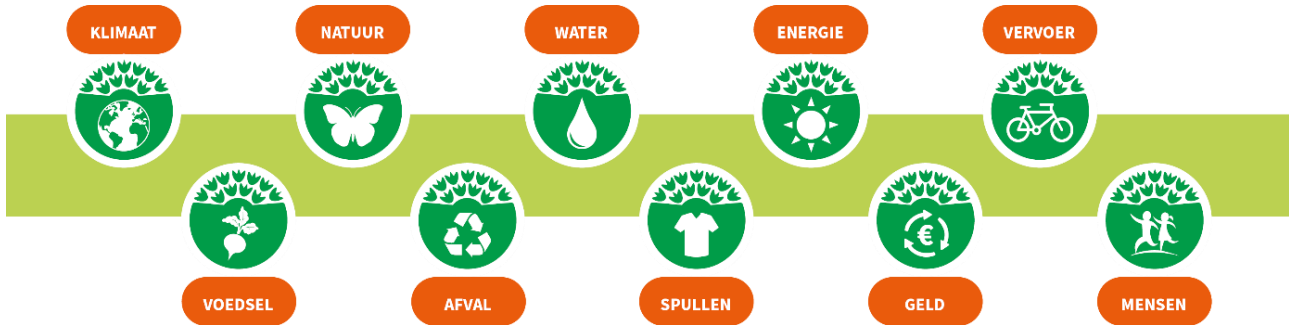 KLIMAAT
NATUUR
WATER
ENERGIE
VERVOER
€
VOEDSEL
AFVAL
SPULLEN
GELD
MENSEN